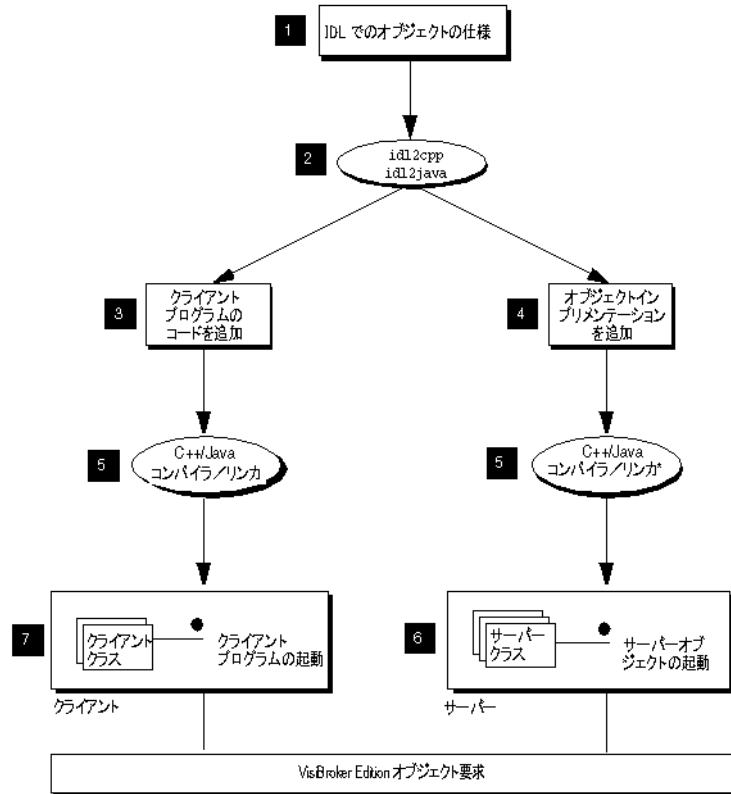 1
IDL でのオブジェクトの仕様
2
idl2cpp
idl2java
3
クライアント
プログラムの
コードを追加
4
オブジェクトイン
プリメンテーション
を追加
5
C++/Java
コンパイラ／リンカ
5
C++/Java
コンパイラ／リンカ*
7
クライアント
クラス
クライアント
プログラムの起動
クライアント
6
サーバー
クラス
サーバーオブ
ジェクトの起動
サーバー
VisiBroker Edition オブジェクト要求